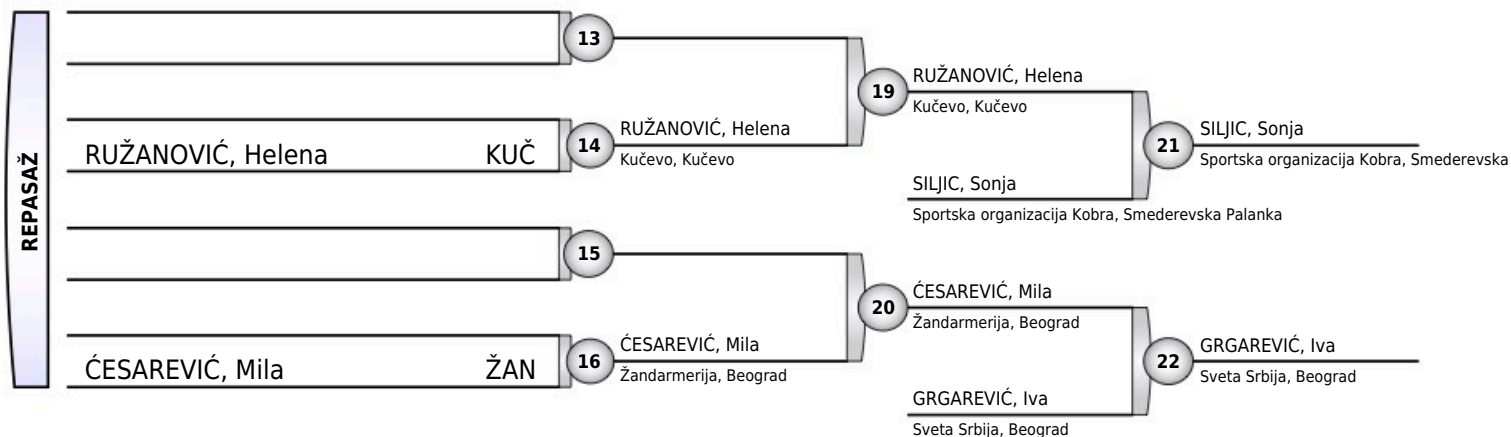 REPASAŽ
13
14
RUŽANOVIĆ, Helena KUČ
RUŽANOVIĆ, Helena
Kučevo, Kučevo
19
RUŽANOVIĆ, Helena
Kučevo, Kučevo
SILJIC, Sonja
Sportska organizacija Kobra, Smederevska Palanka
21
SILJIC, Sonja
Sportska organizacija Kobra, Smederevska
15
16
ĆESAREVIĆ, Mila ŽAN
ĆESAREVIĆ, Mila
Žandarmerija, Beograd
20
ĆESAREVIĆ, Mila
Žandarmerija, Beograd
GRGAREVIĆ, Iva
Sveta Srbija, Beograd
22
GRGAREVIĆ, Iva
Sveta Srbija, Beograd